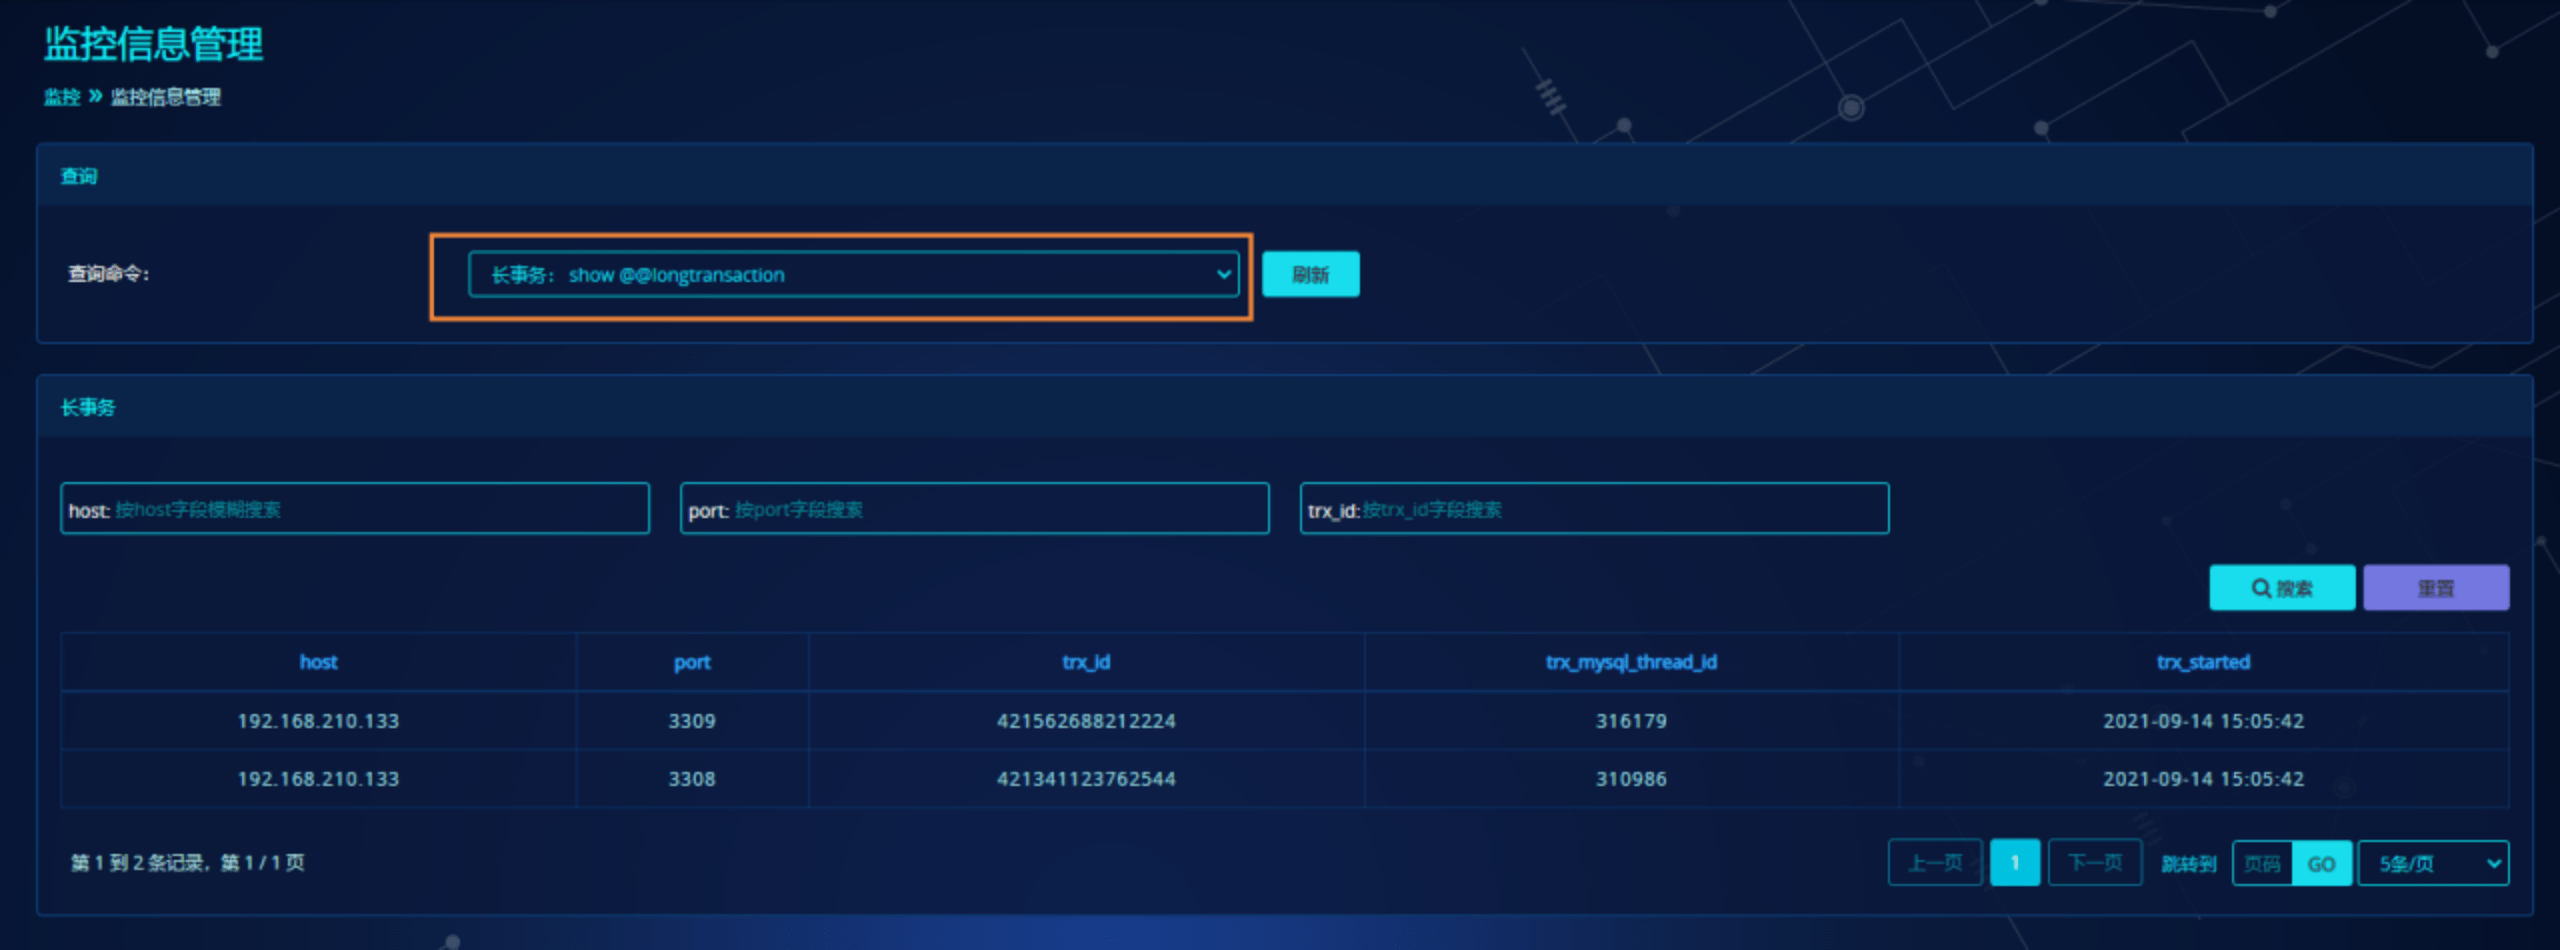 监控信息管理
监控 » 监控信息管理
查询
查询命令: 长事务: show @@longtransaction 刷新
长事务
host: 按host字段模糊搜索 port: 按port字段搜索 trx_id: 按trx_id字段搜索
搜索 重置
host port trx_id trx_mysql_thread_id trx_started
192.168.210.133 3309 421562688212224 316179 2021-09-14 15:05:42
192.168.210.133 3308 421341123762544 310986 2021-09-14 15:05:42
第 1 到 2 条记录，第 1 / 1 页 上一页 1 下一页 跳转到 页码 GO 5条/页